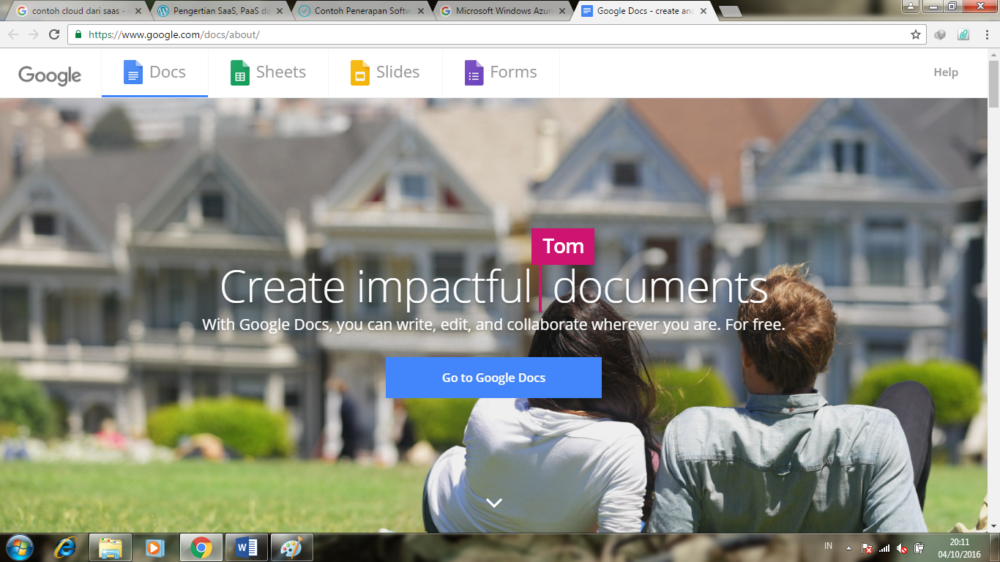 contoh cloud dari saas -
Pengertian SaaS, PaaS da
Contoh Penerapan Softw
Microsoft Windows Azur
Google Docs - create and
https://www.google.com/docs/about/
Google
Docs
Sheets
Slides
Forms
Help
Tom
Create impactful documents
With Google Docs, you can write, edit, and collaborate wherever you are. For free.
Go to Google Docs
IN
20:11
04/10/2016